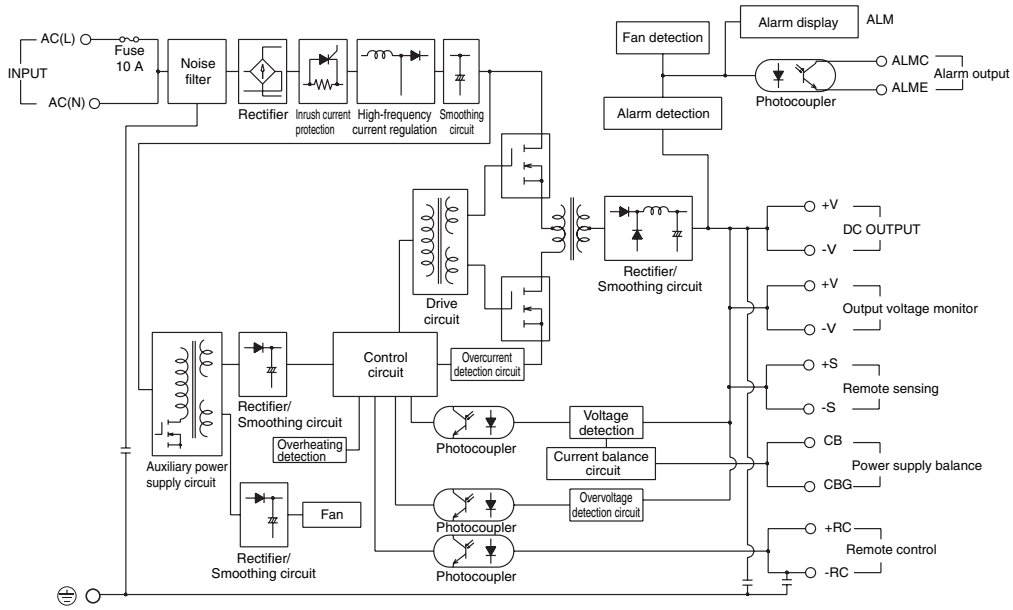 AC(L)
Fuse
10 A
INPUT
AC(N)
Noise
filter
Rectifier
Inrush current
protection
High-frequency
current regulation
Smoothing
circuit
Fan detection
Alarm display
ALM
Photocoupler
ALMC
ALME
Alarm output
Alarm detection
Drive
circuit
Rectifier/
Smoothing circuit
+V
DC OUTPUT
-V
+V
Output voltage monitor
-V
+S
Remote sensing
-S
CB
Power supply balance
CBG
+RC
Remote control
-RC
Auxiliary power
supply circuit
Rectifier/
Smoothing circuit
Control
circuit
Overcurrent
detection circuit
Overheating
detection
Photocoupler
Voltage
detection
Current balance
circuit
Photocoupler
Overvoltage
detection circuit
Photocoupler
Rectifier/
Smoothing circuit
Fan